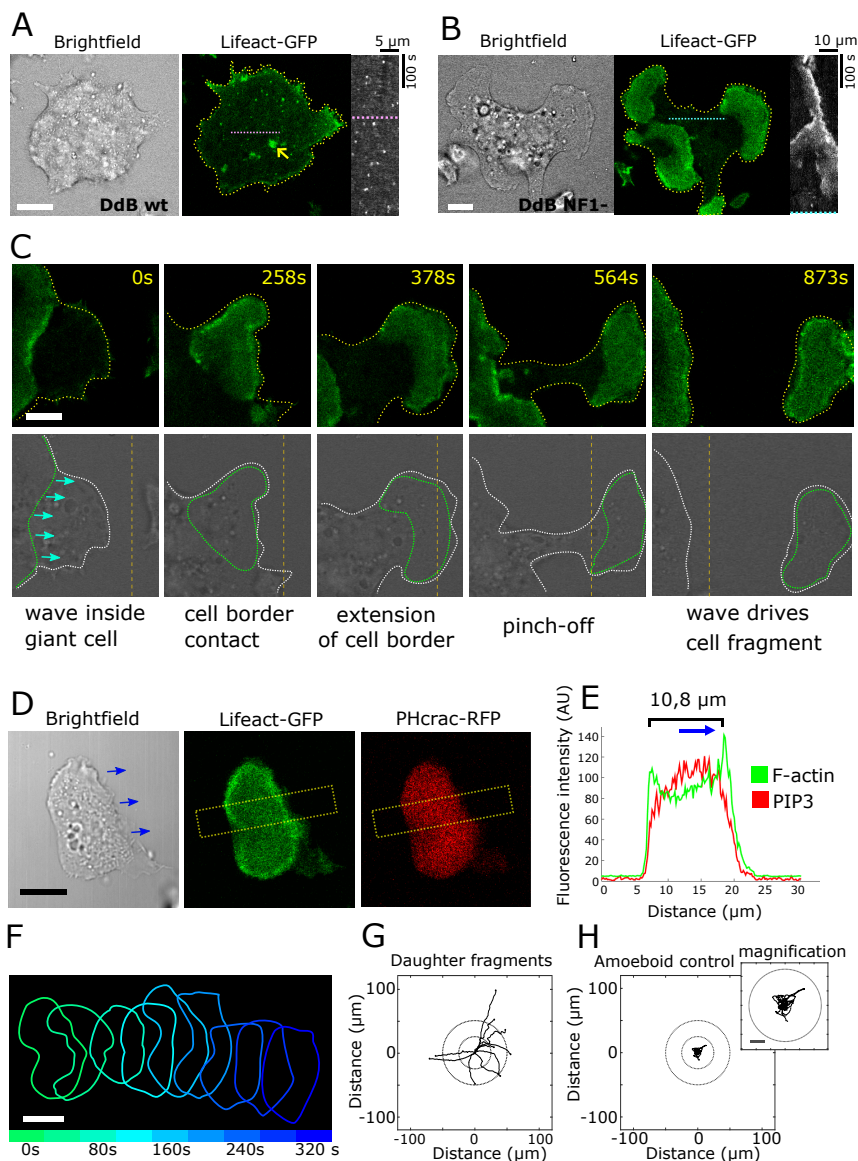 A
Brightfield
Lifeact-GFP
5 µm
100 s
DdB wt
B
Brightfield
Lifeact-GFP
10 µm
100 s
DdB NF1-
C
0s
258s
378s
564s
873s
wave inside
giant cell
cell border
contact
extension
of cell border
pinch-off
wave drives
cell fragment
D
Brightfield
Lifeact-GFP
PHcrac-RFP
E
10,8 µm
Fluorescence intensity (AU)
140
120
100
80
60
40
20
0
0
5
10
15
20
25
30
Distance (µm)
F-actin
PIP3
F
0s
80s
160s
240s
320 s
G
Daughter fragments
Distance (µm)
100
0
-100
-100
0
100
Distance (µm)
H
Amoeboid control
magnification
Distance (µm)
100
0
-100
-100
0
100
Distance (µm)